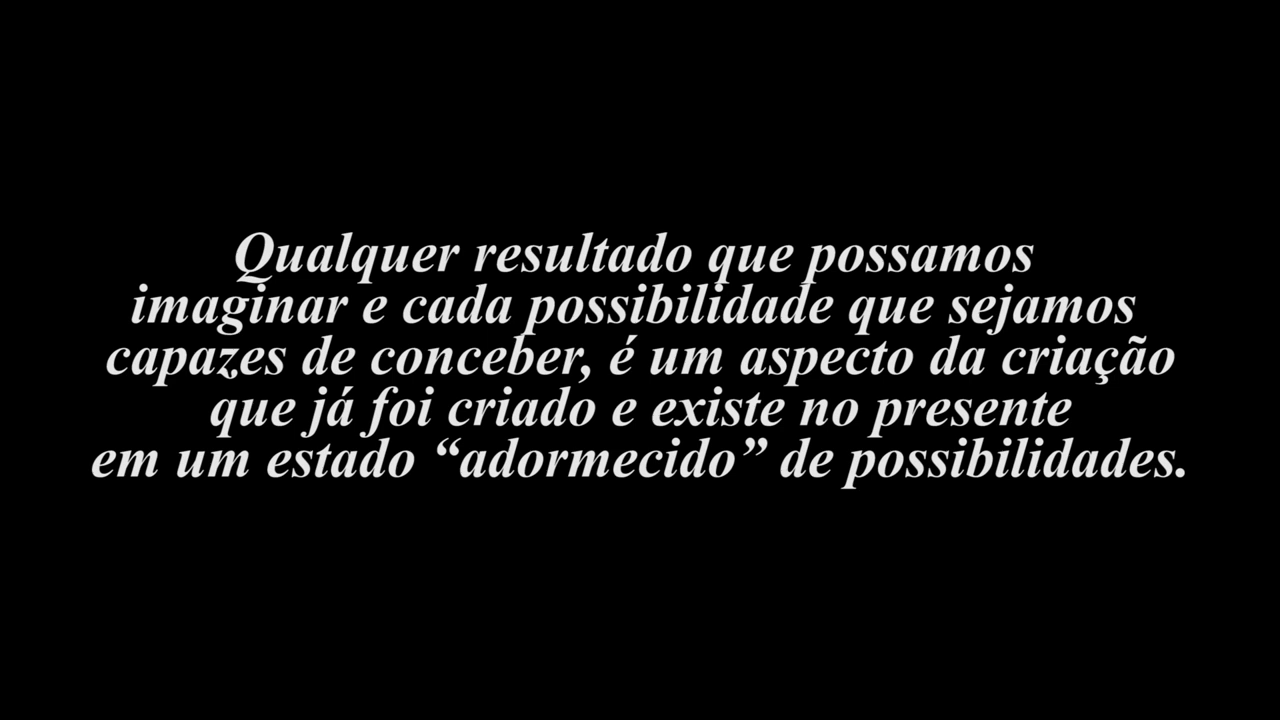 Qualquer resultado que possamos
imaginar e cada possibilidade que sejamos
capazes de conceber, é um aspecto da criação
que já foi criado e existe no presente
em um estado “adormecido” de possibilidades.